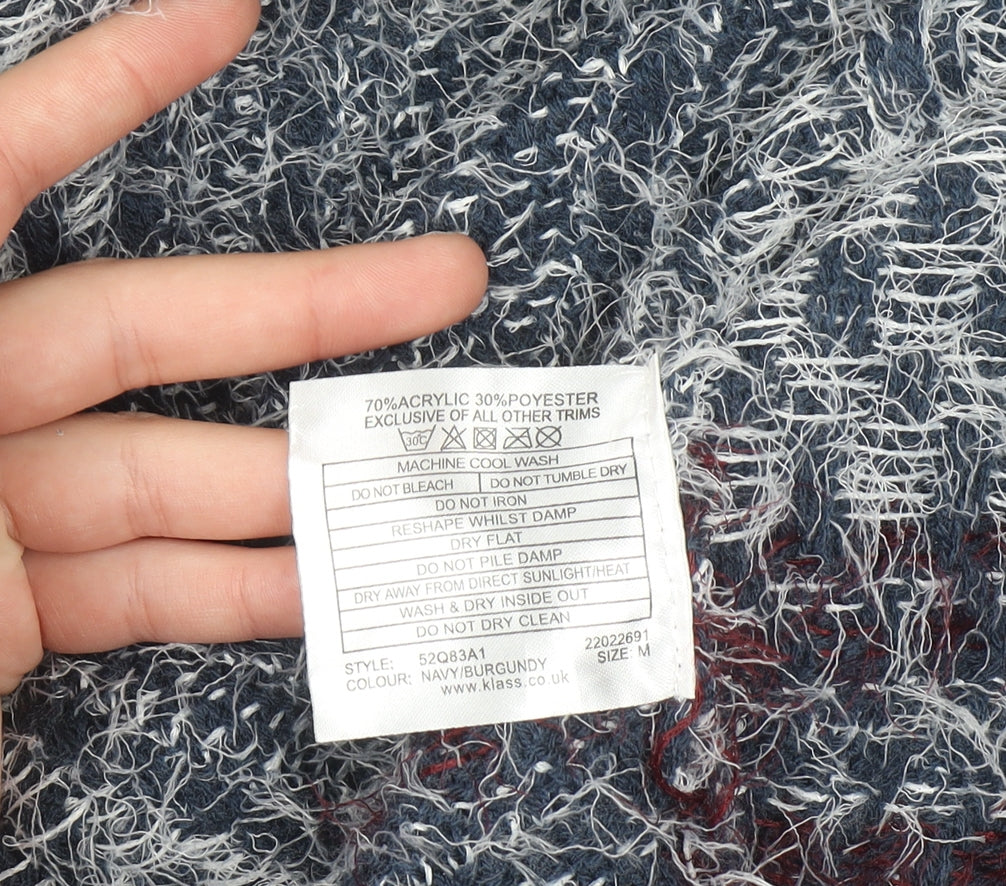 70%ACRYLIC 30%POYESTER
EXCLUSIVE OF ALL OTHER TRIMS
30°C
MACHINE COOL WASH
DO NOT BLEACH DO NOT TUMBLE DRY
DO NOT IRON
RESHAPE WHILST DAMP
DRY FLAT
DO NOT PILE DAMP
DRY AWAY FROM DIRECT SUNLIGHT/HEAT
WASH & DRY INSIDE OUT
DO NOT DRY CLEAN
STYLE: 52Q83A1 22022691
COLOUR: NAVY/BURGUNDY SIZE: M
www.klass.co.uk